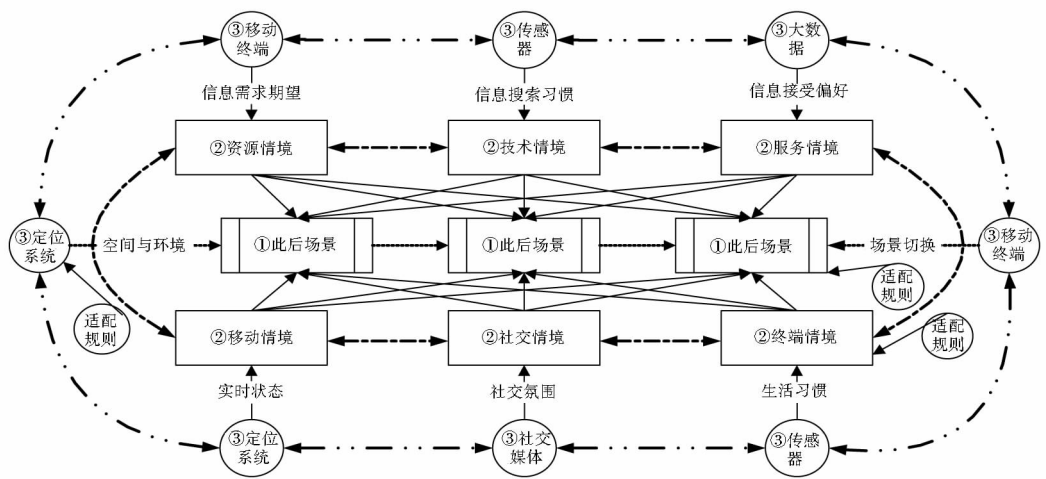 ③移动
终端
③传感
器
③大数
据
信息需求期望
信息搜索习惯
信息接受偏好
②资源情境
②技术情境
②服务情境
③定位
系统
空间与环境
①此后场景
①此后场景
①此后场景
场景切换
③移动
终端
适配
规则
适配
规则
适配
规则
②移动情境
②社交情境
②终端情境
实时状态
社交氛围
生活习惯
③定位
系统
③社交
媒体
③传感
器